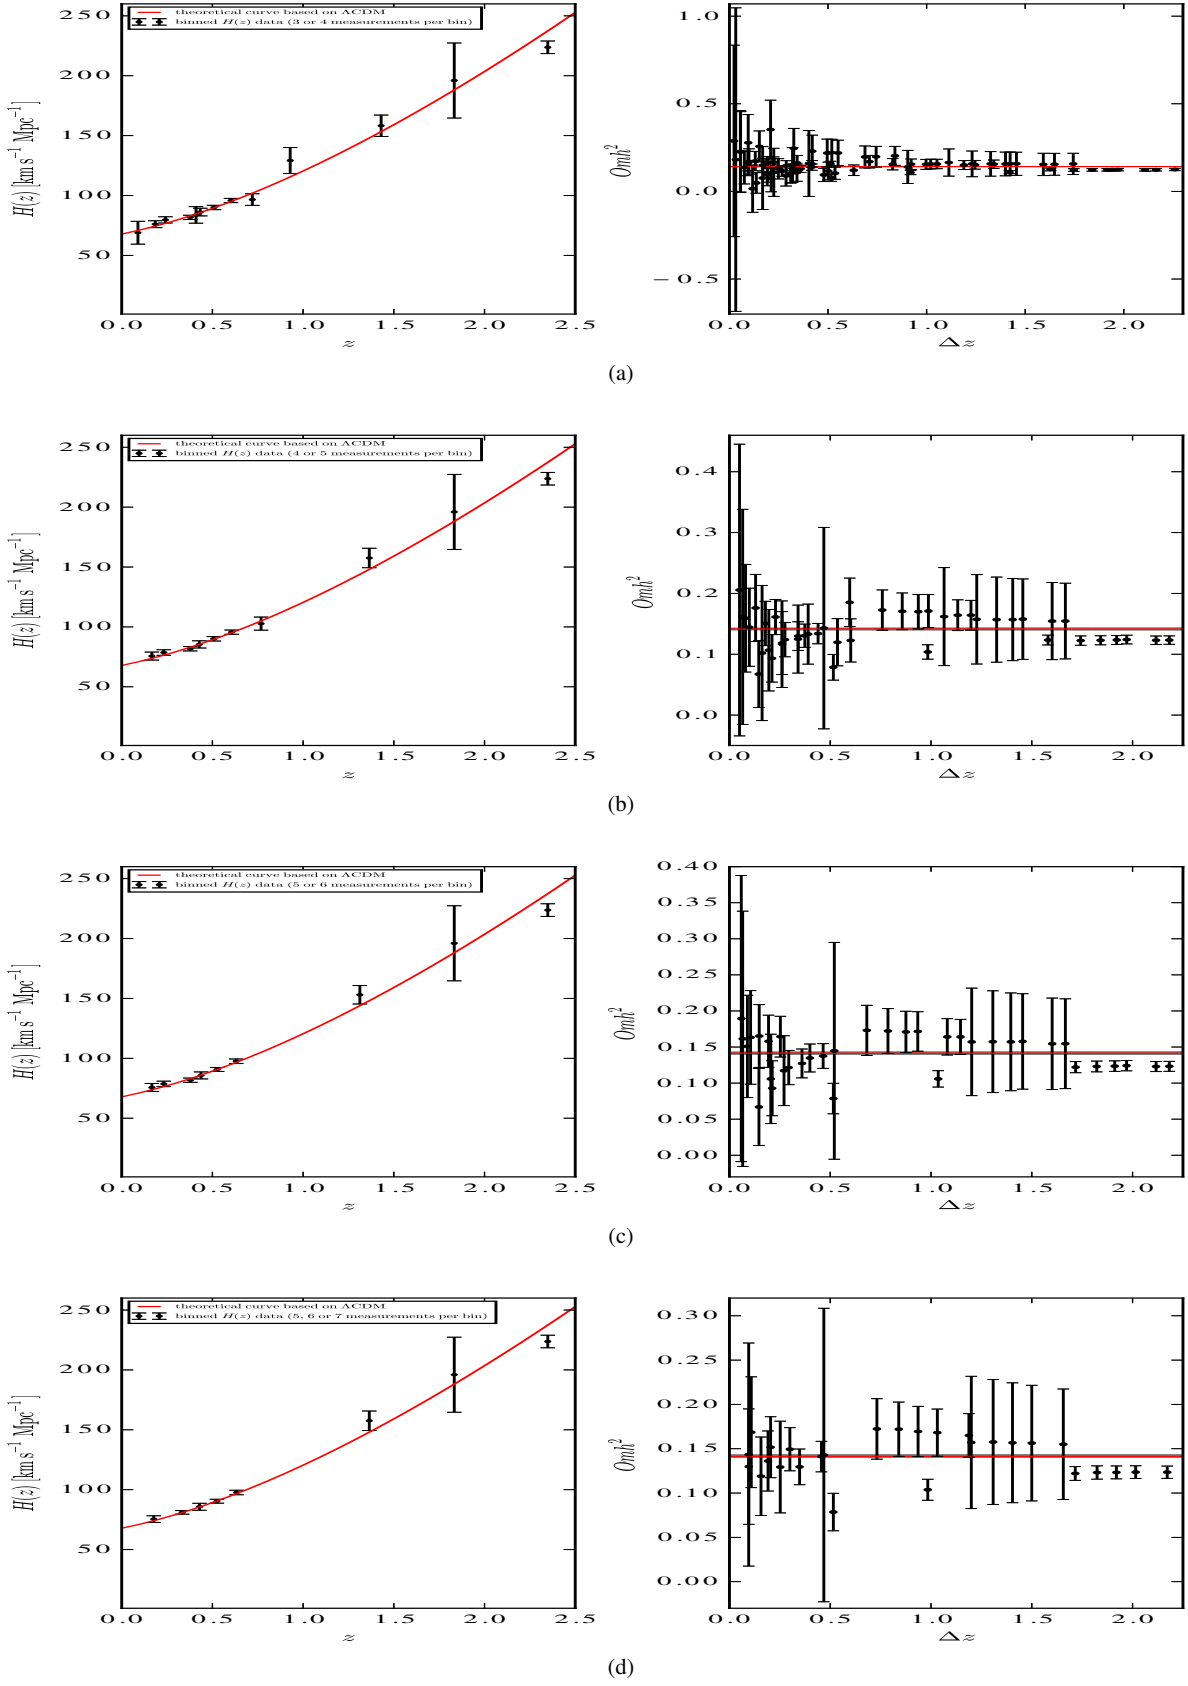 theoretical curve based on ΛCDM
binned H(z) data (3 or 4 measurements per bin)
H(z) [km s⁻¹ Mpc⁻¹]
250
200
150
100
50
0.0 0.5 1.0 1.5 2.0 2.5
z
Omh²
1.0
0.5
0.0
−0.5
0.0 0.5 1.0 1.5 2.0
Δz
(a)
theoretical curve based on ΛCDM
binned H(z) data (4 or 5 measurements per bin)
H(z) [km s⁻¹ Mpc⁻¹]
250
200
150
100
50
0.0 0.5 1.0 1.5 2.0 2.5
z
Omh²
0.4
0.3
0.2
0.1
0.0
0.0 0.5 1.0 1.5 2.0
Δz
(b)
theoretical curve based on ΛCDM
binned H(z) data (5 or 6 measurements per bin)
H(z) [km s⁻¹ Mpc⁻¹]
250
200
150
100
50
0.0 0.5 1.0 1.5 2.0 2.5
z
Omh²
0.40
0.35
0.30
0.25
0.20
0.15
0.10
0.05
0.00
0.0 0.5 1.0 1.5 2.0
Δz
(c)
theoretical curve based on ΛCDM
binned H(z) data (5, 6 or 7 measurements per bin)
H(z) [km s⁻¹ Mpc⁻¹]
250
200
150
100
50
0.0 0.5 1.0 1.5 2.0 2.5
z
Omh²
0.30
0.25
0.20
0.15
0.10
0.05
0.00
0.0 0.5 1.0 1.5 2.0
Δz
(d)